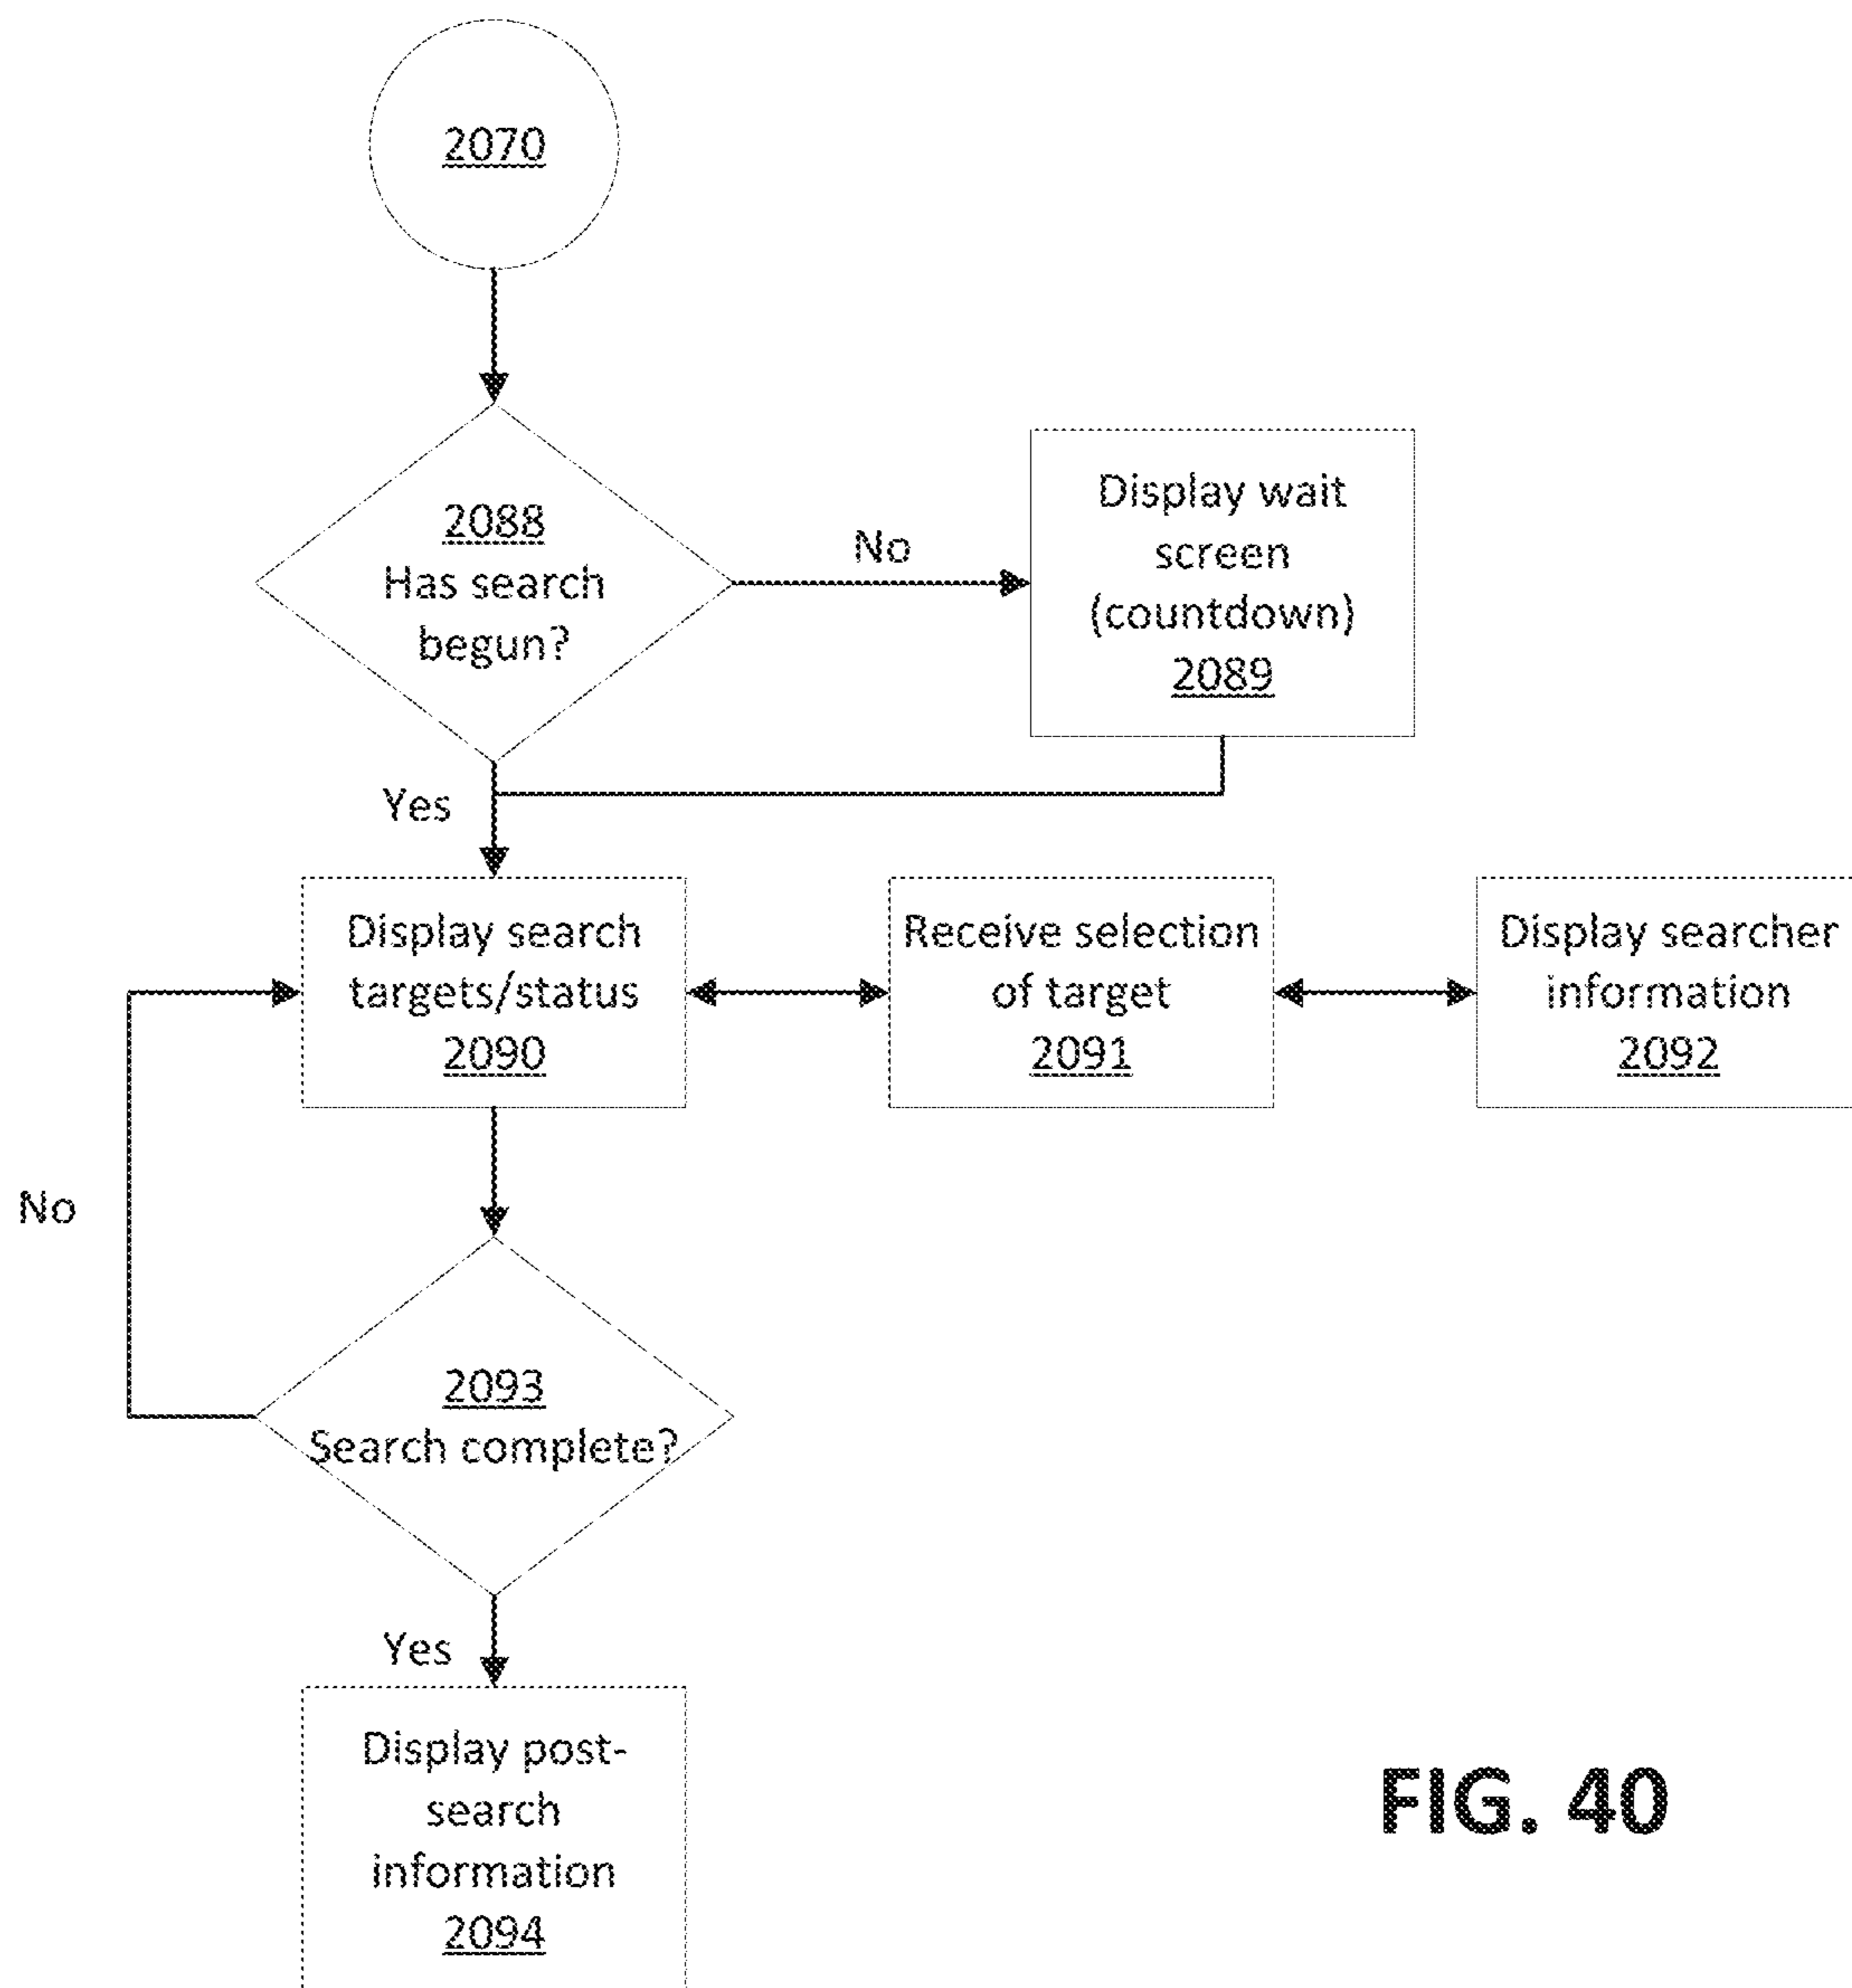 2070
2088
Has search
begun?
No
Display wait
screen
(countdown)
2089
Yes
Display search
targets/status
2090
Receive selection
of target
2091
Display searcher
information
2092
No
2093
Search complete?
Yes
Display post-
search
information
2094
FIG. 40